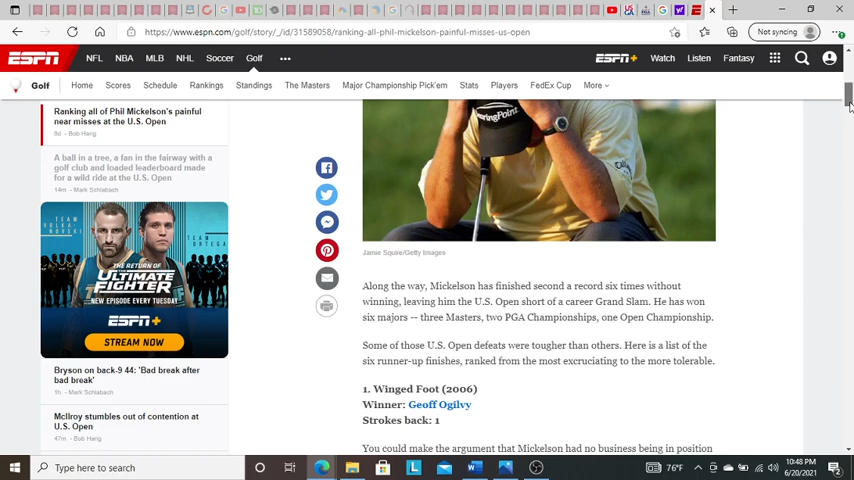 https://www.espn.com/golf/story/_/id/31589058/ranking-all-phil-mickelson-painful-misses-us-open
Not syncing
ESPN
NFL NBA MLB NHL Soccer Golf
ESPN+ Watch Listen Fantasy
Golf Home Scores Schedule Rankings Standings The Masters Major Championship Pick'em Stats Players FedEx Cup More
Ranking all of Phil Mickelson's painful
near misses at the U.S. Open
8d - Bob Harig
A ball in a tree, a fan in the fairway with a
golf club and loaded leaderboard made
for a wild ride at the U.S. Open
14m - Mark Schlabach
TEAM
VOLKA-
NOVSKI
TEAM
ORTEGA
THE RETURN OF
THE
ULTIMATE
FIGHTER
NEW EPISODE EVERY TUESDAY
ESPN+
STREAM NOW
Bryson on back-9 44: 'Bad break after
bad break'
1h - Mark Schlabach
McIlroy stumbles out of contention at
U.S. Open
47m - Bob Harig
BearingPoint
Jamie Squire/Getty Images
Along the way, Mickelson has finished second a record six times without
winning, leaving him the U.S. Open short of a career Grand Slam. He has won
six majors -- three Masters, two PGA Championships, one Open Championship.
Some of those U.S. Open defeats were tougher than others. Here is a list of the
six runner-up finishes, ranked from the most excruciating to the more tolerable.
1. Winged Foot (2006)
Winner: Geoff Ogilvy
Strokes back: 1
You could make the argument that Mickelson had no business being in position
Type here to search
76°F
10:48 PM
6/20/2021
2